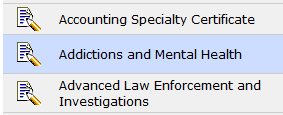 Accounting Specialty Certificate
Addictions and Mental Health
Advanced Law Enforcement and
Investigations